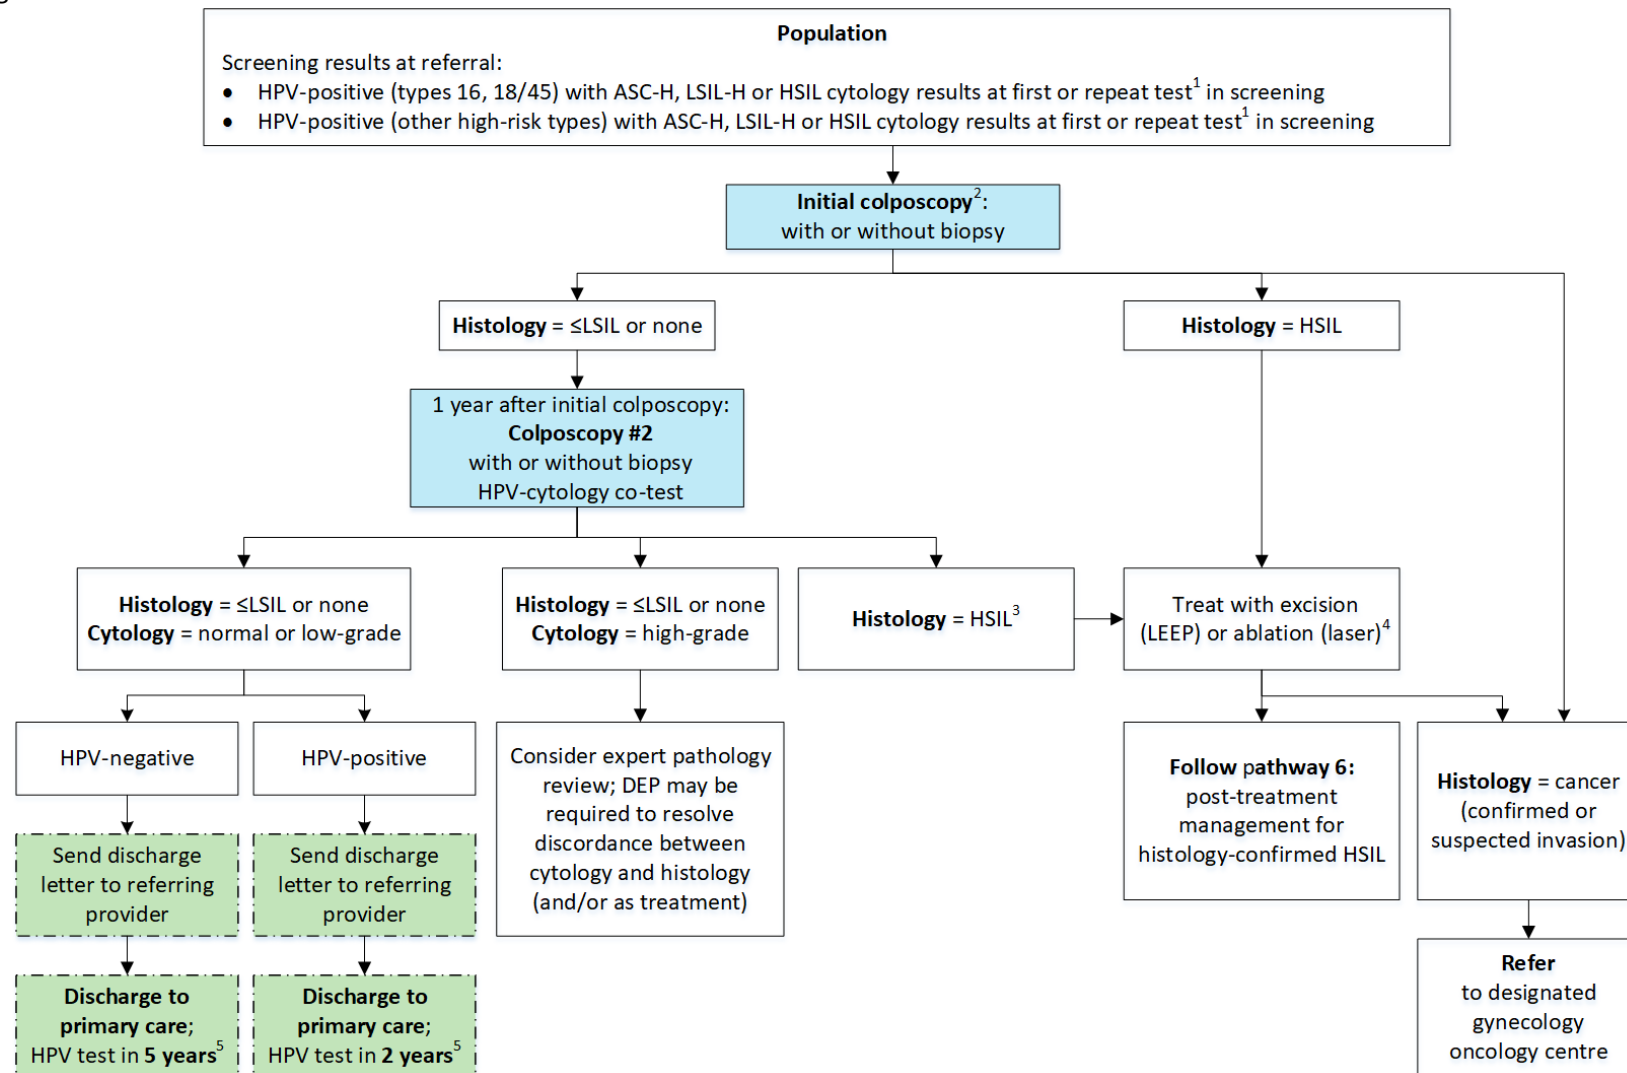 Population
Screening results at referral:
• HPV-positive (types 16, 18/45) with ASC-H, LSIL-H or HSIL cytology results at first or repeat test1 in screening
• HPV-positive (other high-risk types) with ASC-H, LSIL-H or HSIL cytology results at first or repeat test1 in screening
Initial colposcopy2:
with or without biopsy
Histology = ≤LSIL or none
Histology = HSIL
1 year after initial colposcopy:
Colposcopy #2
with or without biopsy
HPV-cytology co-test
Histology = ≤LSIL or none
Cytology = normal or low-grade
Histology = ≤LSIL or none
Cytology = high-grade
Histology = HSIL3
Treat with excision
(LEEP) or ablation (laser)4
HPV-negative
HPV-positive
Consider expert pathology
review; DEP may be
required to resolve
discordance between
cytology and histology
(and/or as treatment)
Follow pathway 6:
post-treatment
management for
histology-confirmed HSIL
Histology = cancer
(confirmed or
suspected invasion)
Send discharge
letter to referring
provider
Send discharge
letter to referring
provider
Discharge to
primary care;
HPV test in 5 years5
Discharge to
primary care;
HPV test in 2 years5
Refer
to designated
gynecology
oncology centre